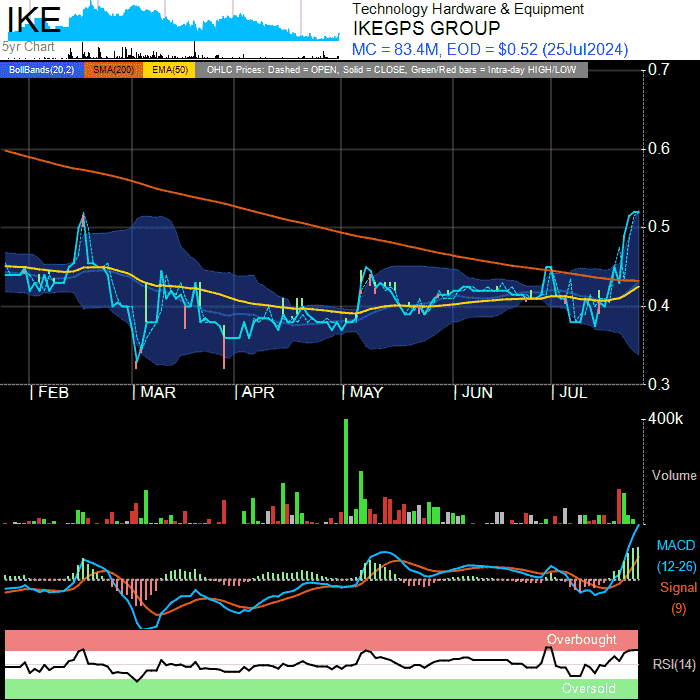 IKE
5yr Chart
Technology Hardware & Equipment
IKEGPS GROUP
MC = 83.4M, EOD = $0.52 (25Jul2024)
BollBands(20,2) SMA(200) EMA(50) OHLC Prices: Dashed = OPEN, Solid = CLOSE, Green/Red bars = Intra-day HIGH/LOW
0.7
0.6
0.5
0.4
0.3
| FEB | MAR | APR | MAY | JUN | JUL
400k
Volume
MACD
(12-26)
Signal
(9)
Overbought
RSI(14)
Oversold